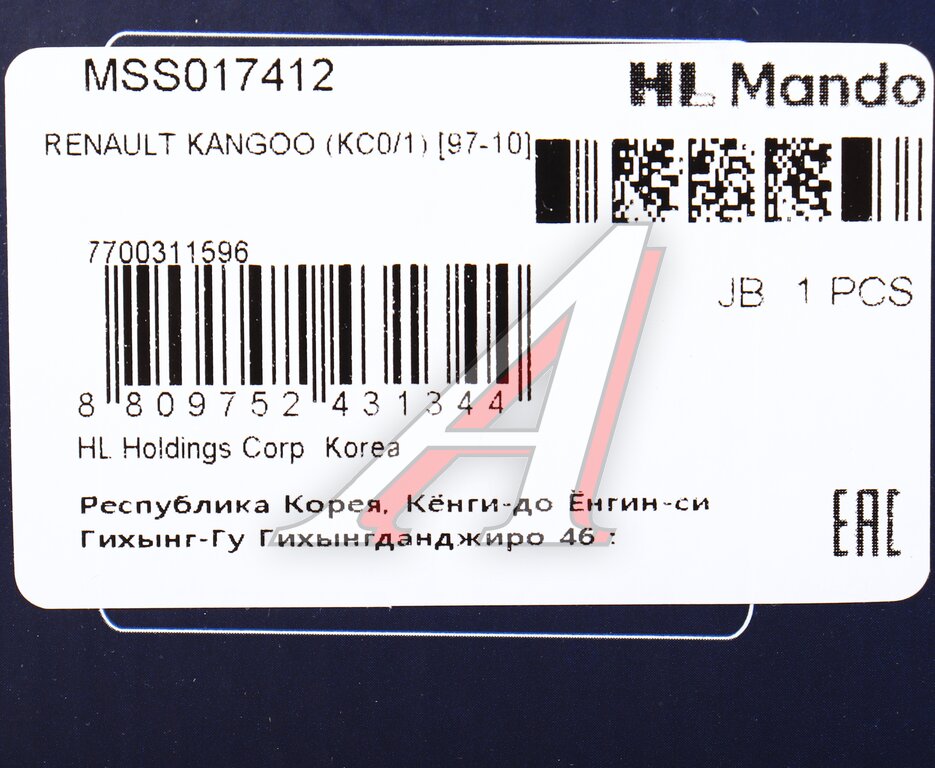 MSS017412
HL Mando
RENAULT KANGOO (KC0/1) [97-10]
7700311596
JB 1 PCS
8 809752 431344
HL Holdings Corp Korea
Республика Корея, Кёнги-до Ёнгин-си
Гихынг-Гу Гихынгданджиро 46 :
EAC